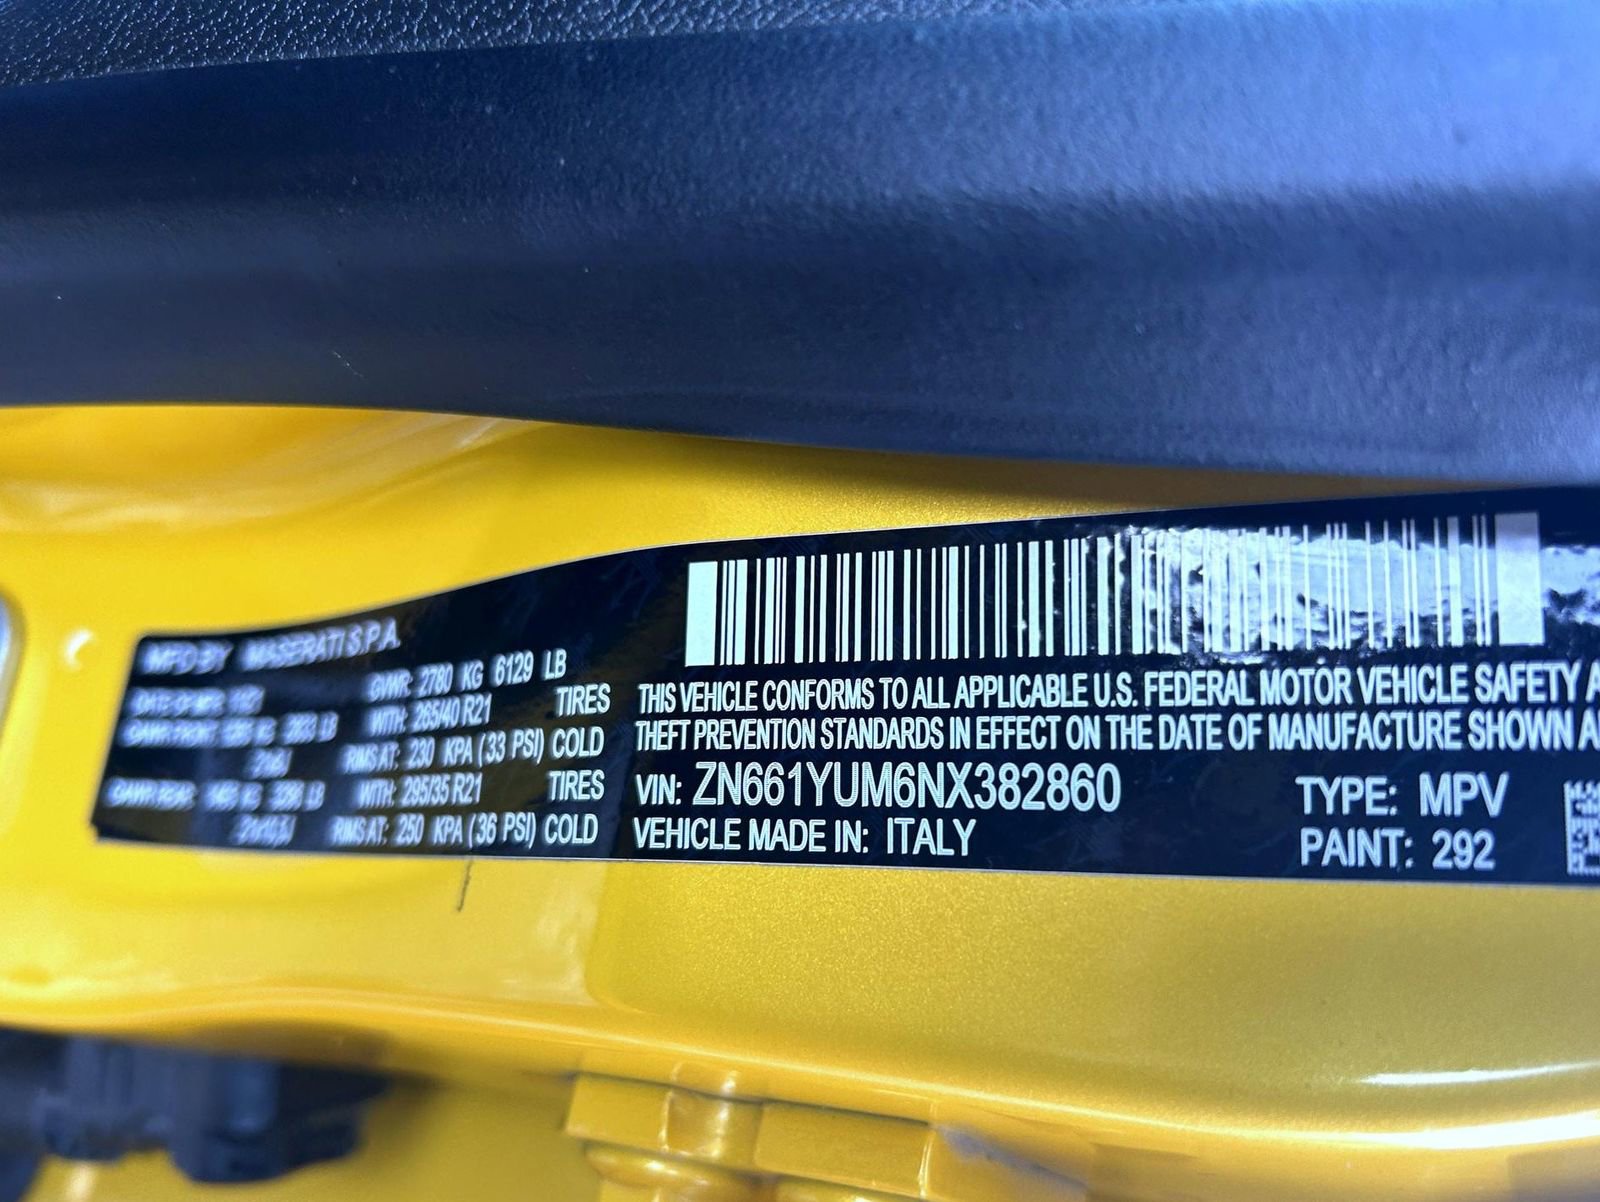 MFD BY MASERATI S.P.A.
GVWR: 2780 KG 6129 LB
WITH: 265/40 R21 TIRES
RIMS AT: 230 KPA (33 PSI) COLD
WITH: 295/35 R21 TIRES
RIMS AT: 250 KPA (36 PSI) COLD
THIS VEHICLE CONFORMS TO ALL APPLICABLE U.S. FEDERAL MOTOR VEHICLE SAFETY
THEFT PREVENTION STANDARDS IN EFFECT ON THE DATE OF MANUFACTURE SHOWN
VIN: ZN661YUM6NX382860
TYPE: MPV
VEHICLE MADE IN: ITALY
PAINT: 292